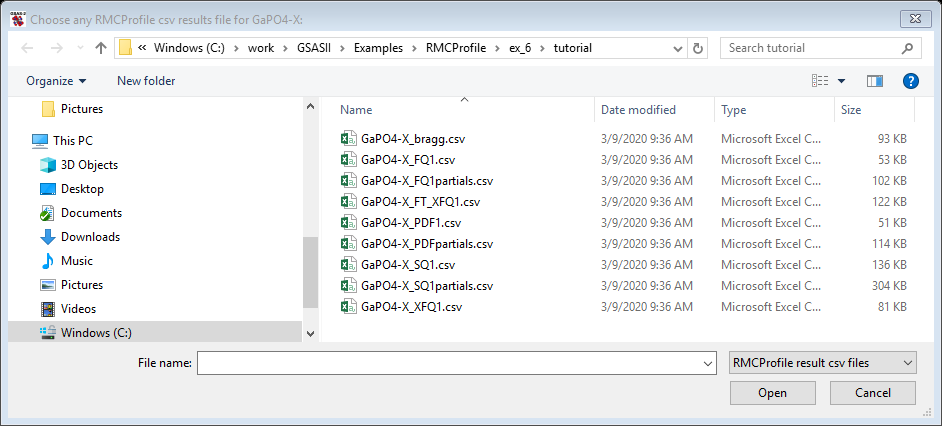 Choose any RMCProfile csv results file for GaPO4-X:
« Windows (C:) › work › GSASII › Examples › RMCProfile › ex_6 › tutorial
Search tutorial
Organize New folder
Name Date modified Type Size
Pictures
This PC
3D Objects
Desktop
Documents
Downloads
Music
Pictures
Videos
Windows (C:)
GaPO4-X_bragg.csv 3/9/2020 9:36 AM Microsoft Excel C... 93 KB
GaPO4-X_FQ1.csv 3/9/2020 9:36 AM Microsoft Excel C... 53 KB
GaPO4-X_FQ1partials.csv 3/9/2020 9:36 AM Microsoft Excel C... 102 KB
GaPO4-X_FT_XFQ1.csv 3/9/2020 9:36 AM Microsoft Excel C... 122 KB
GaPO4-X_PDF1.csv 3/9/2020 9:36 AM Microsoft Excel C... 51 KB
GaPO4-X_PDFpartials.csv 3/9/2020 9:36 AM Microsoft Excel C... 114 KB
GaPO4-X_SQ1.csv 3/9/2020 9:36 AM Microsoft Excel C... 136 KB
GaPO4-X_SQ1partials.csv 3/9/2020 9:36 AM Microsoft Excel C... 304 KB
GaPO4-X_XFQ1.csv 3/9/2020 9:36 AM Microsoft Excel C... 81 KB
File name:
RMCProfile result csv files
Open Cancel